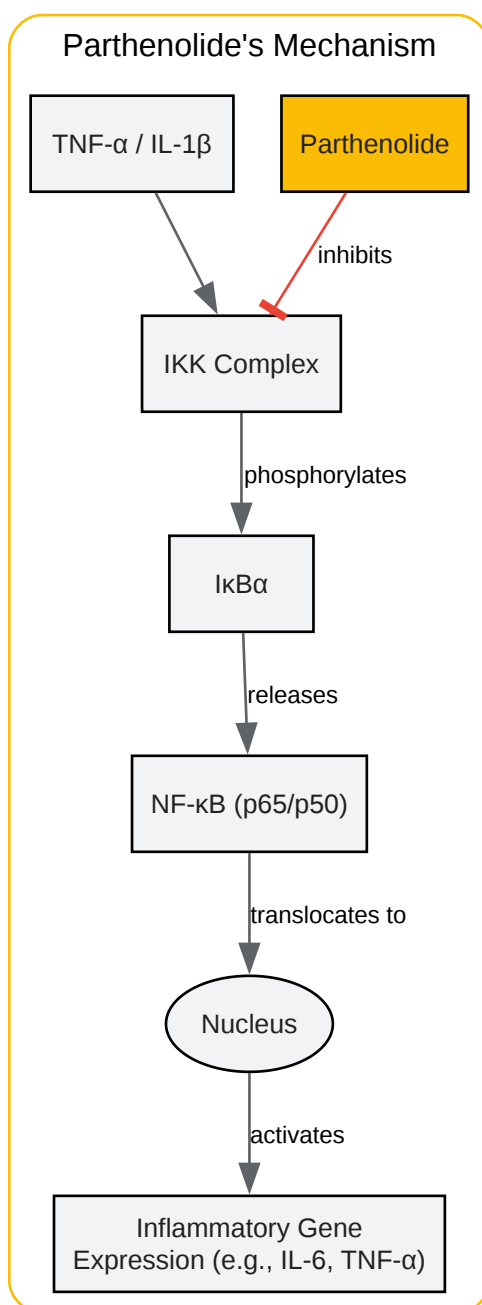 Parthenolide's Mechanism
TNF-α / IL-1β
Parthenolide
inhibits
IKK Complex
phosphorylates
IκBα
releases
NF-κB (p65/p50)
translocates to
Nucleus
activates
Inflammatory Gene
Expression (e.g., IL-6, TNF-α)